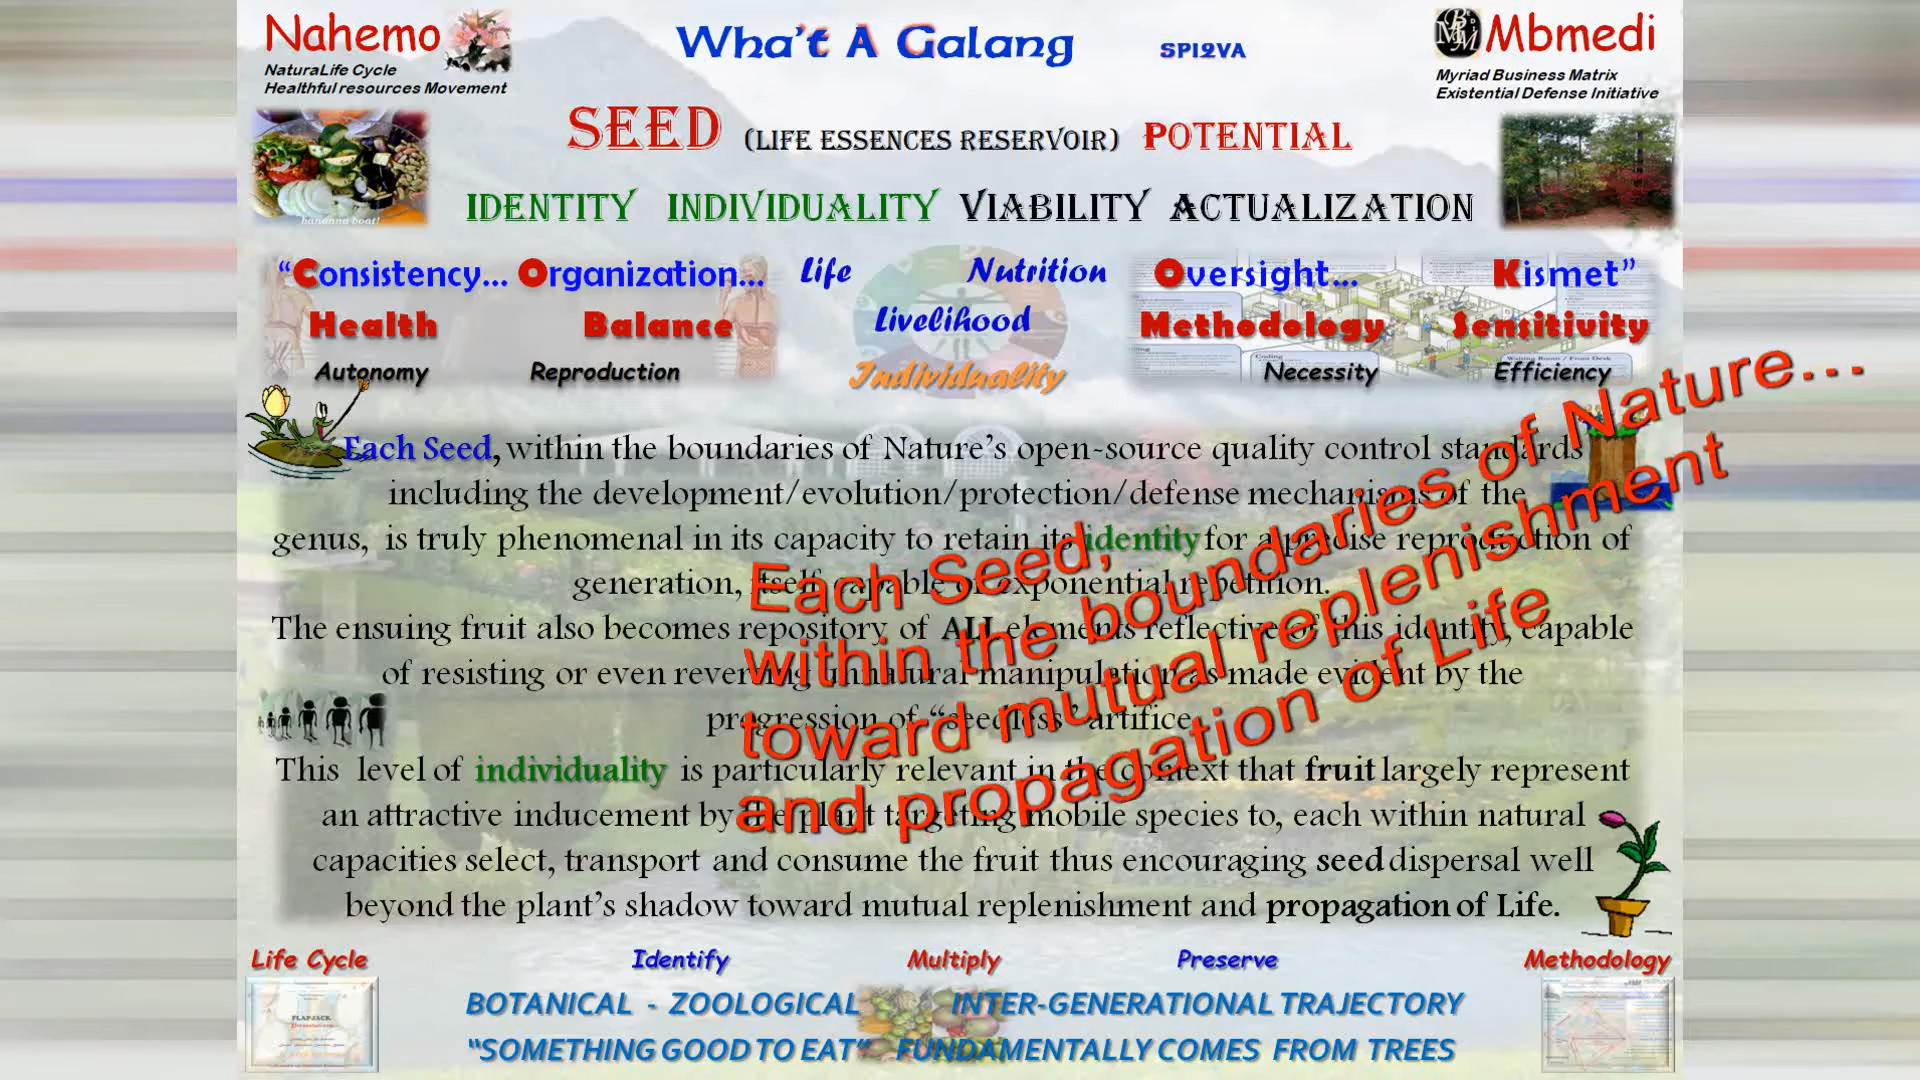 Nahemo
NaturaLife Cycle
Healthful resources Movement
Wha't A Galang
SPI2VA
Mbmedi
Myriad Business Matrix
Existential Defense Initiative
SEED (LIFE ESSENCES RESERVOIR) POTENTIAL
bananna boat!
IDENTITY INDIVIDUALITY VIABILITY ACTUALIZATION
“Consistency... Organization... Life Nutrition Oversight... Kismet”
Health Balance Livelihood Methodology Sensitivity
Autonomy Reproduction Individuality Necessity Efficiency
Each Seed, within the boundaries of Nature’s open-source quality control standards
including the development/evolution/protection/defense mechanisms of the
genus, is truly phenomenal in its capacity to retain its identity for a precise reproduction of
generation, itself capable of exponential repetition.
The ensuing fruit also becomes repository of ALL elements reflective of this identity, capable
of resisting or even reversing unnatural manipulation as made evident by the
progression of “seedless” artifice.
This level of individuality is particularly relevant in the context that fruit largely represent
an attractive inducement by the plant targeting mobile species to, each within natural
capacities select, transport and consume the fruit thus encouraging seed dispersal well
beyond the plant’s shadow toward mutual replenishment and propagation of Life.
Each Seed,
within the boundaries of Nature...
toward mutual replenishment
and propagation of Life
Life Cycle Identify Multiply Preserve Methodology
FLAPJACK
BOTANICAL - ZOOLOGICAL INTER-GENERATIONAL TRAJECTORY
“SOMETHING GOOD TO EAT” FUNDAMENTALLY COMES FROM TREES